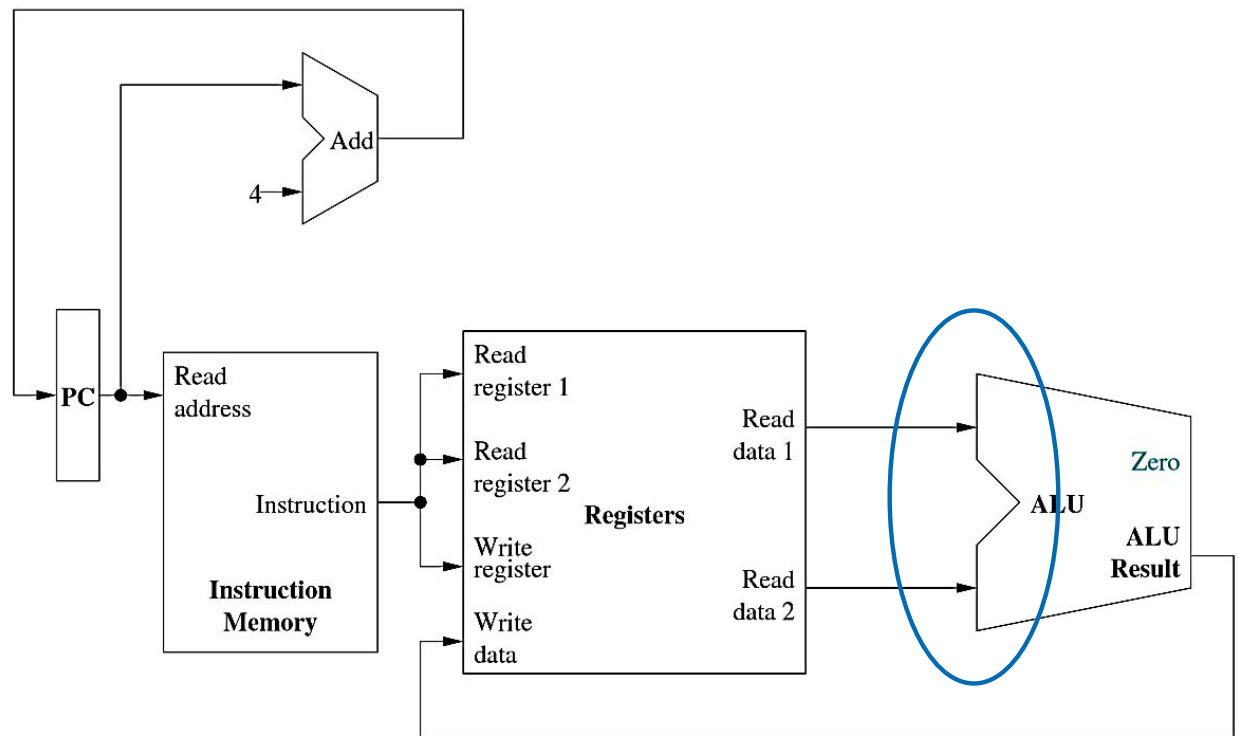 Add
4
PC
Read
address
Instruction
Instruction
Memory
Read
register 1
Read
register 2
Write
register
Write
data
Registers
Read
data 1
Read
data 2
ALU
Zero
ALU
Result